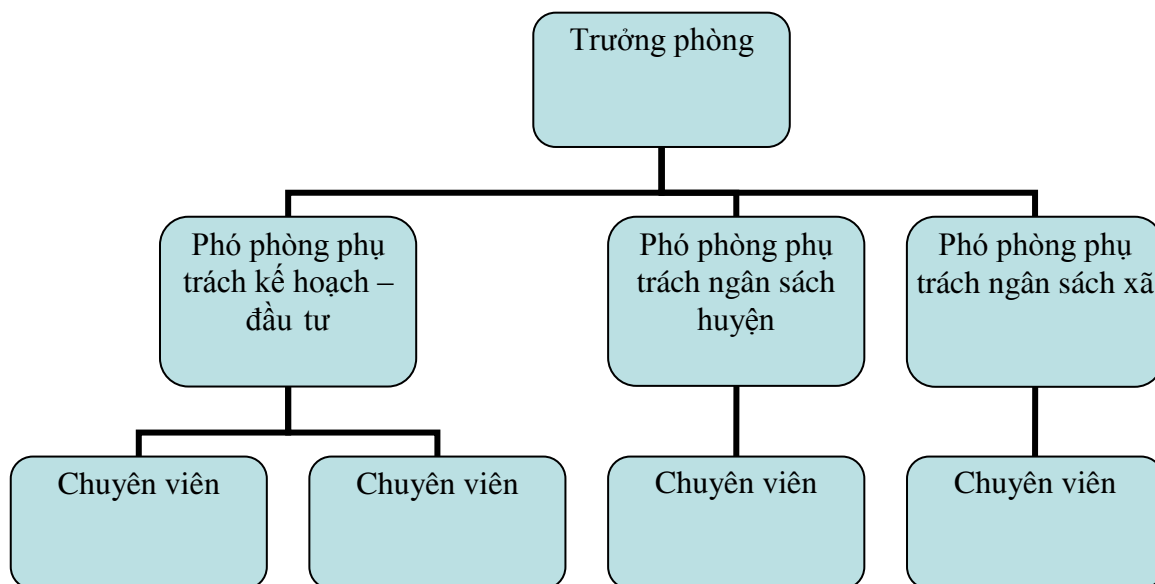 Trưởng phòng
Phó phòng phụ
trách kế hoạch –
đầu tư
Phó phòng phụ
trách ngân sách
huyện
Phó phòng phụ
trách ngân sách xã
Chuyên viên
Chuyên viên
Chuyên viên
Chuyên viên